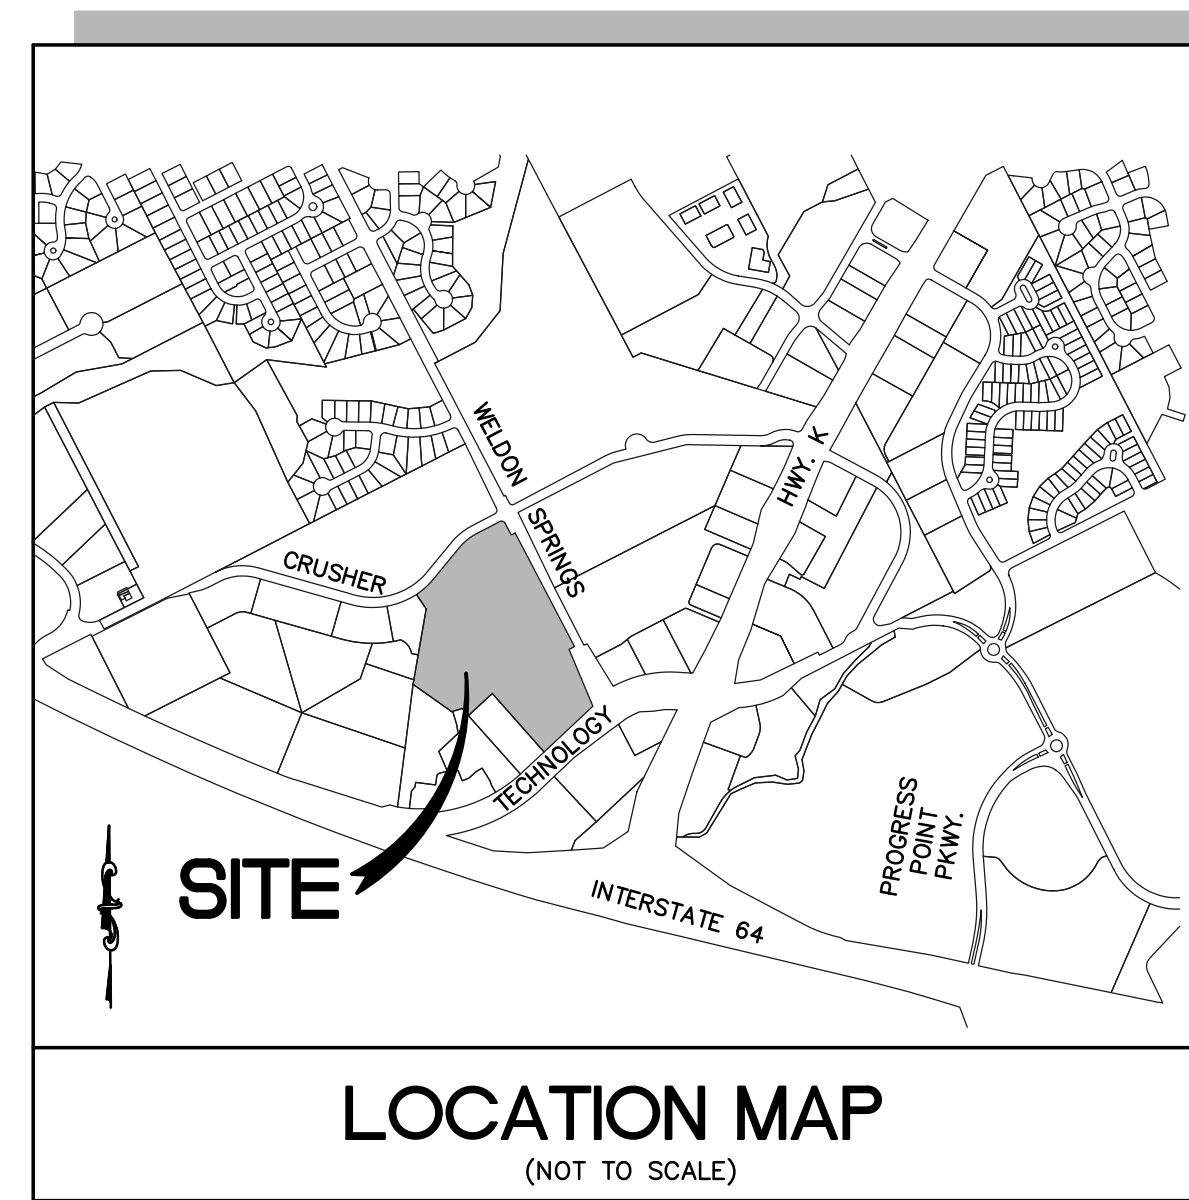 WELDON
SPRINGS
HWY. K
CRUSHER
TECHNOLOGY
PROGRESS
POINT
PKWY.
SITE
INTERSTATE 64
LOCATION MAP
(NOT TO SCALE)